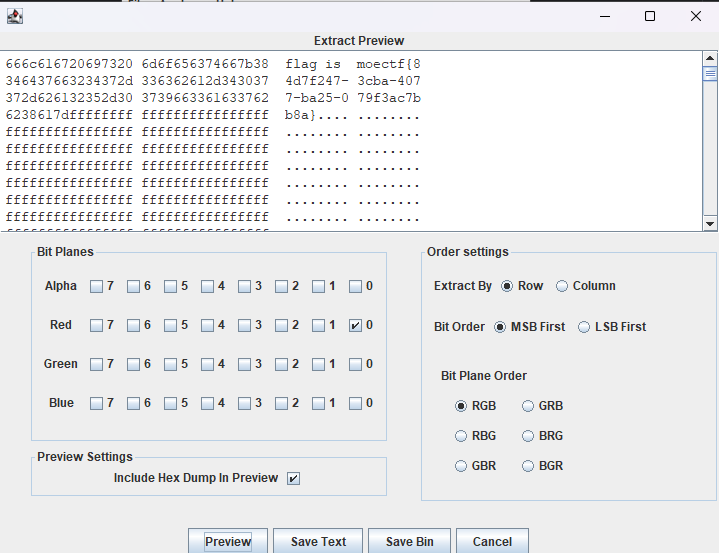 Extract Preview
666c616720697320 6d6f656374667b38 flag is moectf{8
346437663234372d 336362612d343037 4d7f247- 3cba-407
372d626132352d30 3739663361633762 7-ba25-0 79f3ac7b
6238617dffffffff ffffffffffffffff b8a}.... ........
ffffffffffffffff ffffffffffffffff ........ ........
ffffffffffffffff ffffffffffffffff ........ ........
ffffffffffffffff ffffffffffffffff ........ ........
ffffffffffffffff ffffffffffffffff ........ ........
ffffffffffffffff ffffffffffffffff ........ ........
ffffffffffffffff ffffffffffffffff ........ ........
Bit Planes
Alpha 7 6 5 4 3 2 1 0
Red 7 6 5 4 3 2 1 0
Green 7 6 5 4 3 2 1 0
Blue 7 6 5 4 3 2 1 0
Preview Settings
Include Hex Dump In Preview
Order settings
Extract By Row Column
Bit Order MSB First LSB First
Bit Plane Order
RGB GRB
RBG BRG
GBR BGR
Preview Save Text Save Bin Cancel